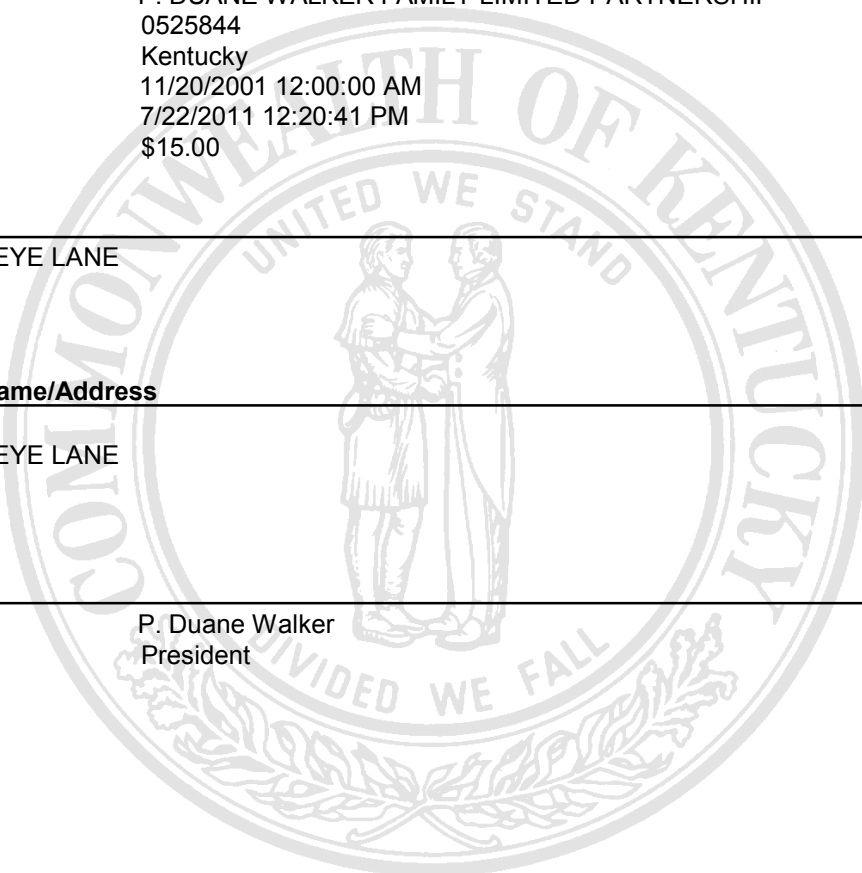 P. DUANE WALKER FAMILY LIMITED PARTNERSHIP
0525844
Kentucky
11/20/2001 12:00:00 AM
7/22/2011 12:20:41 PM
$15.00
EYE LANE
ame/Address
EYE LANE
P. Duane Walker
President
COMMONWEALTH OF KENTUCKY
UNITED WE STAND
DIVIDED WE FALL